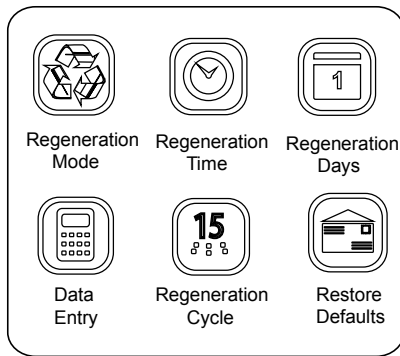 1
Regeneration Mode
Regeneration Time
Regeneration Days
15
Data Entry
Regeneration Cycle
Restore Defaults